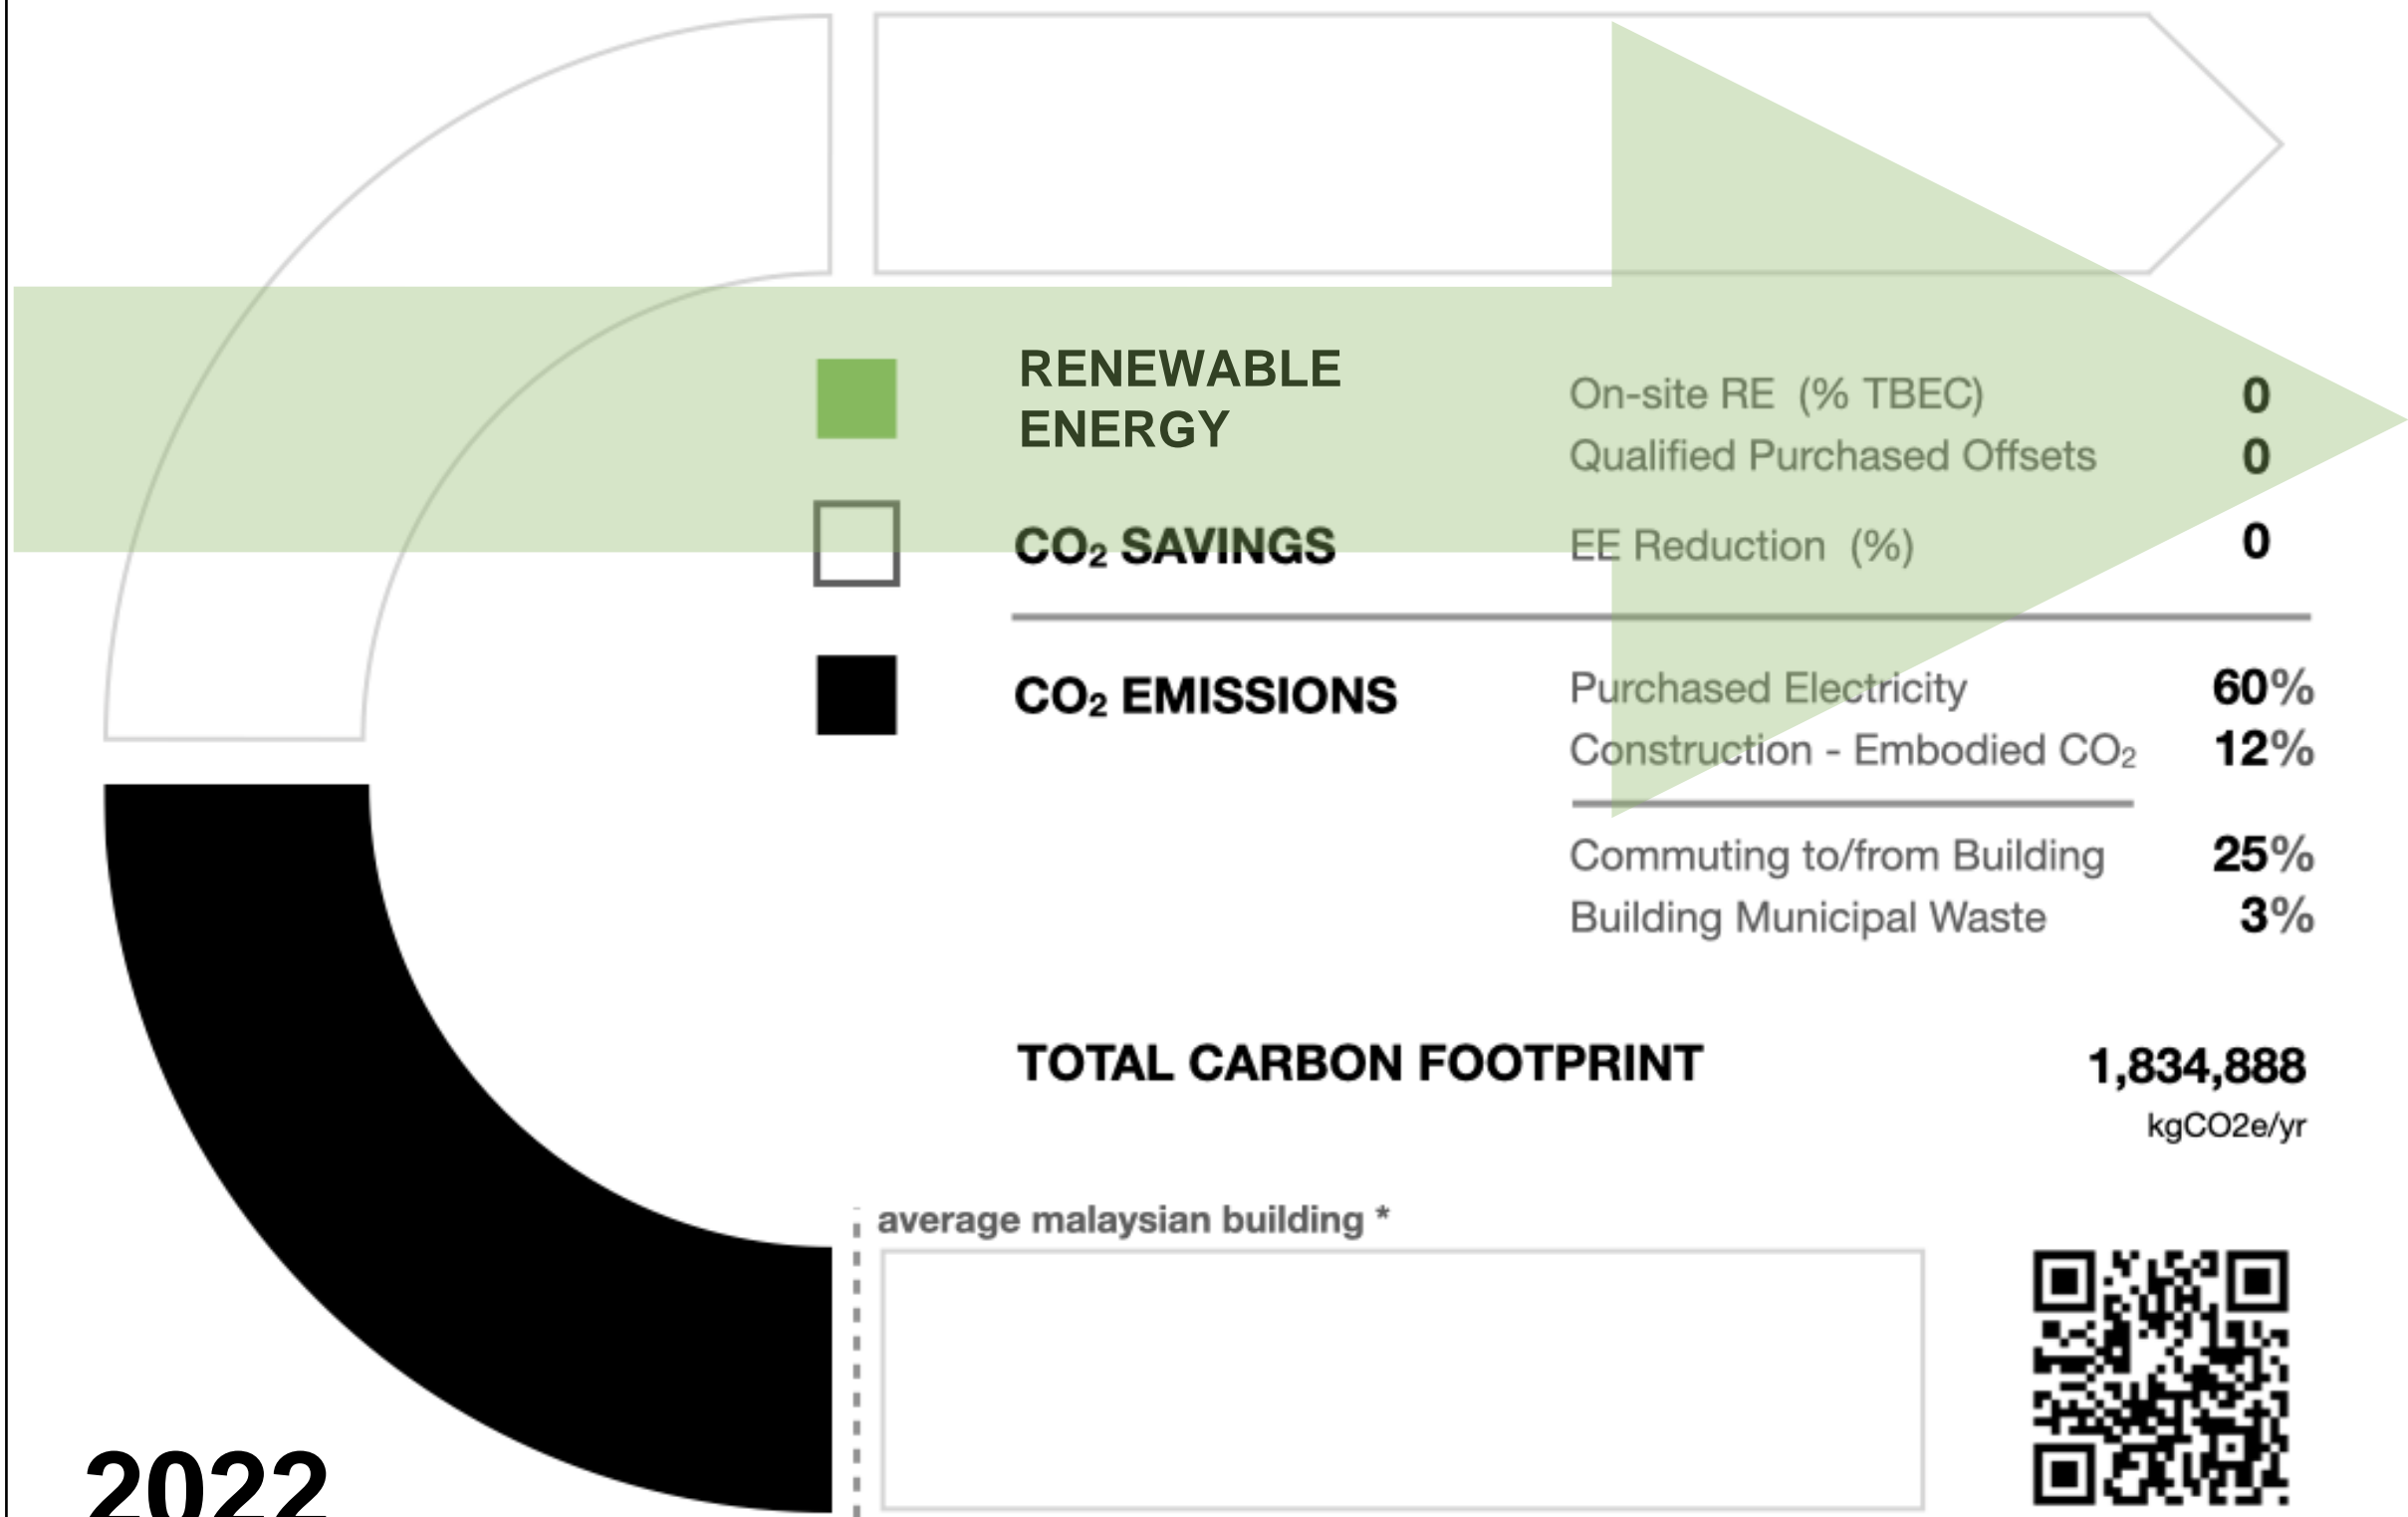 RENEWABLE
ENERGY
On-site RE (% TBEC) 0
Qualified Purchased Offsets 0
CO₂ SAVINGS EE Reduction (%) 0
CO₂ EMISSIONS Purchased Electricity 60%
Construction - Embodied CO₂ 12%
Commuting to/from Building 25%
Building Municipal Waste 3%
TOTAL CARBON FOOTPRINT 1,834,888
kgCO2e/yr
average malaysian building *
2022